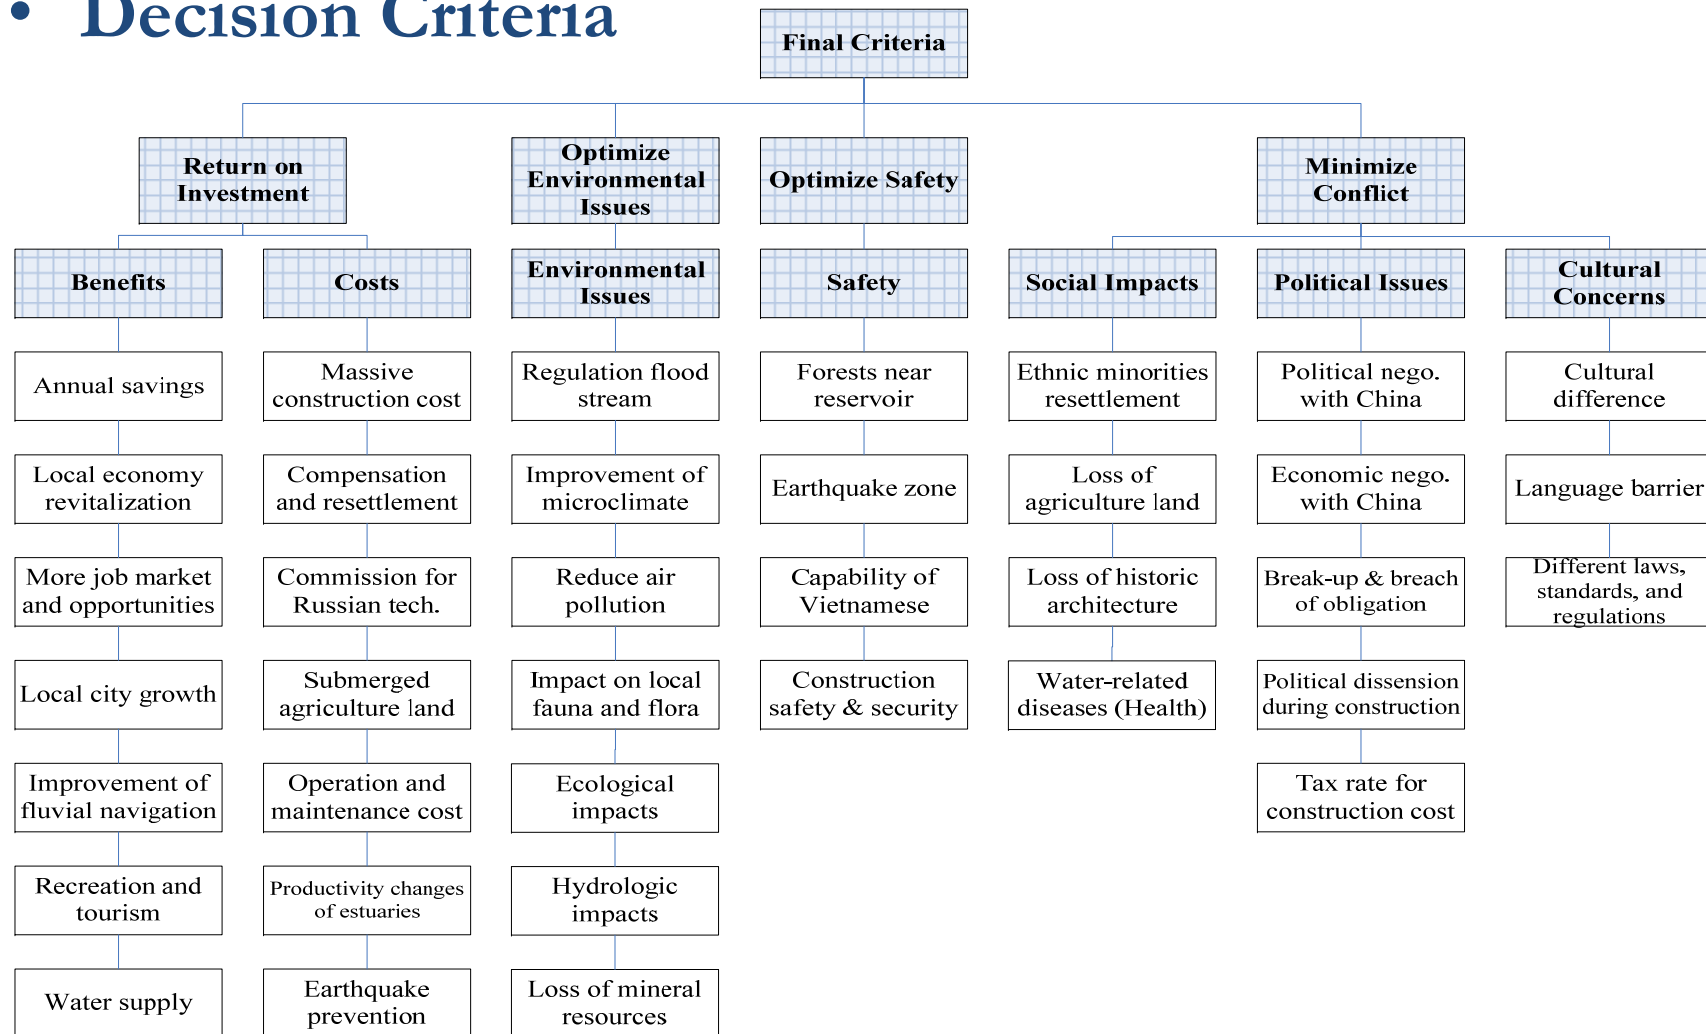 • Decision Criteria
Final Criteria
Return on
Investment
Optimize
Environmental
Issues
Optimize Safety
Minimize
Conflict
Benefits
Costs
Environmental
Issues
Safety
Social Impacts
Political Issues
Cultural
Concerns
Annual savings
Local economy
revitalization
More job market
and opportunities
Local city growth
Improvement of
fluvial navigation
Recreation and
tourism
Water supply
Massive
construction cost
Compensation
and resettlement
Commission for
Russian tech.
Submerged
agriculture land
Operation and
maintenance cost
Productivity changes
of estuaries
Earthquake
prevention
Regulation flood
stream
Improvement of
microclimate
Reduce air
pollution
Impact on local
fauna and flora
Ecological
impacts
Hydrologic
impacts
Loss of mineral
resources
Forests near
reservoir
Earthquake zone
Capability of
Vietnamese
Construction
safety & security
Ethnic minorities
resettlement
Loss of
agriculture land
Loss of historic
architecture
Water-related
diseases (Health)
Political nego.
with China
Economic nego.
with China
Break-up & breach
of obligation
Political dissension
during construction
Tax rate for
construction cost
Cultural
difference
Language barrier
Different laws,
standards, and
regulations